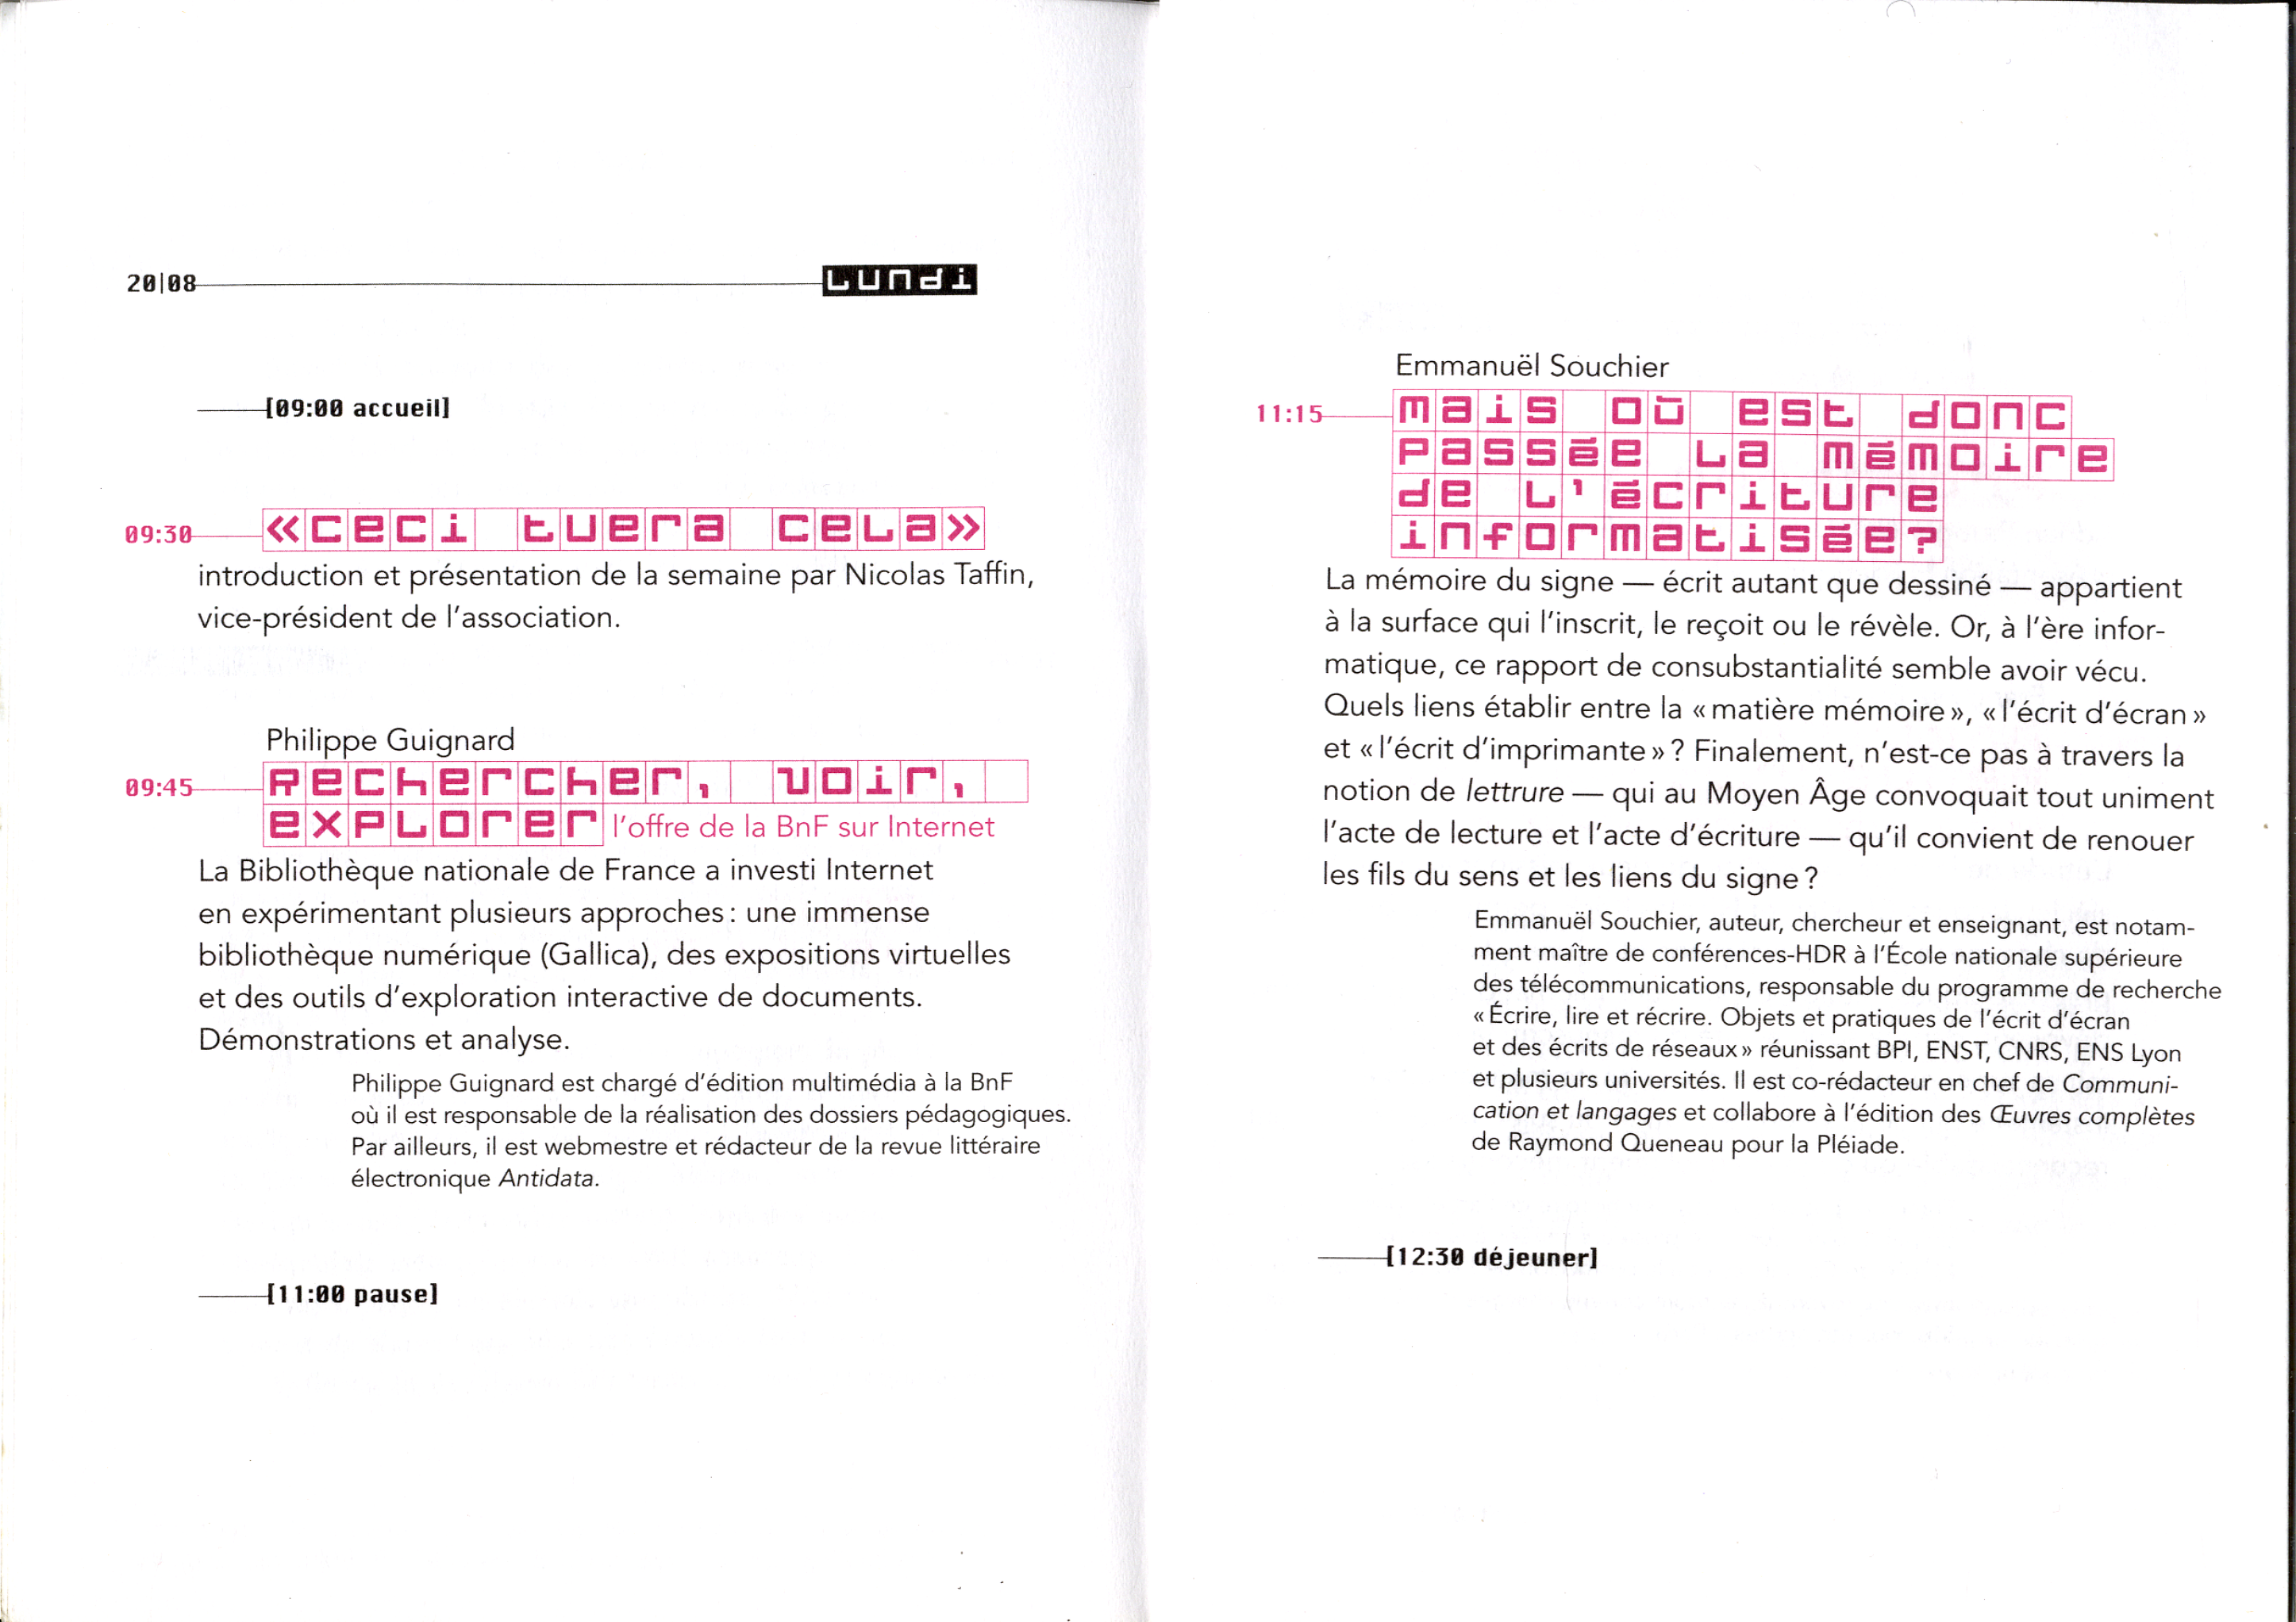 20|08 Lundi
[09:00 accueil]
09:30 «ceci tuera cela»
introduction et présentation de la semaine par Nicolas Taffin,
vice-président de l’association.
Philippe Guignard
09:45 Rechercher, voir,
explorer l’offre de la BnF sur Internet
La Bibliothèque nationale de France a investi Internet
en expérimentant plusieurs approches : une immense
bibliothèque numérique (Gallica), des expositions virtuelles
et des outils d’exploration interactive de documents.
Démonstrations et analyse.
Philippe Guignard est chargé d’édition multimédia à la BnF
où il est responsable de la réalisation des dossiers pédagogiques.
Par ailleurs, il est webmestre et rédacteur de la revue littéraire
électronique Antidata.
[11:00 pause]
Emmanuël Souchier
11:15 mais où est donc
passée la mémoire
de l’écriture
informatisée?
La mémoire du signe — écrit autant que dessiné — appartient
à la surface qui l’inscrit, le reçoit ou le révèle. Or, à l’ère infor-
matique, ce rapport de consubstantialité semble avoir vécu.
Quels liens établir entre la « matière mémoire », « l’écrit d’écran »
et « l’écrit d’imprimante » ? Finalement, n’est-ce pas à travers la
notion de lettrure — qui au Moyen Âge convoquait tout uniment
l’acte de lecture et l’acte d’écriture — qu’il convient de renouer
les fils du sens et les liens du signe ?
Emmanuël Souchier, auteur, chercheur et enseignant, est notam-
ment maître de conférences-HDR à l’École nationale supérieure
des télécommunications, responsable du programme de recherche
« Écrire, lire et récrire. Objets et pratiques de l’écrit d’écran
et des écrits de réseaux » réunissant BPI, ENST, CNRS, ENS Lyon
et plusieurs universités. Il est co-rédacteur en chef de Communi-
cation et langages et collabore à l’édition des Œuvres complètes
de Raymond Queneau pour la Pléiade.
[12:30 déjeuner]